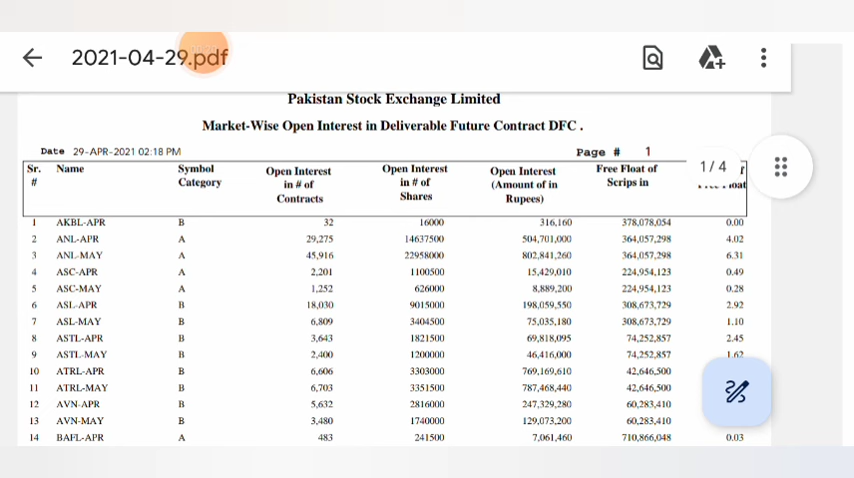 2021-04-29.pdf
Pakistan Stock Exchange Limited
Market-Wise Open Interest in Deliverable Future Contract DFC .
Date 29-APR-2021 02:18 PM Page # 1
1/4
Sr. # Name Symbol Category Open Interest in # of Contracts Open Interest in # of Shares Open Interest (Amount of in Rupees) Free Float of Scrips in
1 AKBL-APR B 32 16000 316,160 378,078,054 0.00
2 ANL-APR A 29,275 14637500 504,701,000 364,057,298 4.02
3 ANL-MAY A 45,916 22958000 802,841,260 364,057,298 6.31
4 ASC-APR A 2,201 1100500 15,429,010 224,954,123 0.49
5 ASC-MAY A 1,252 626000 8,889,200 224,954,123 0.28
6 ASL-APR B 18,030 9015000 198,059,550 308,673,729 2.92
7 ASL-MAY B 6,809 3404500 75,035,180 308,673,729 1.10
8 ASTL-APR B 3,643 1821500 69,818,095 74,252,857 2.45
9 ASTL-MAY B 2,400 1200000 46,416,000 74,252,857 1.62
10 ATRL-APR B 6,606 3303000 769,169,610 42,646,500
11 ATRL-MAY B 6,703 3351500 787,468,440 42,646,500
12 AVN-APR B 5,632 2816000 247,329,280 60,283,410
13 AVN-MAY B 3,480 1740000 129,073,200 60,283,410
14 BAFL-APR A 483 241500 7,061,460 710,866,048 0.03